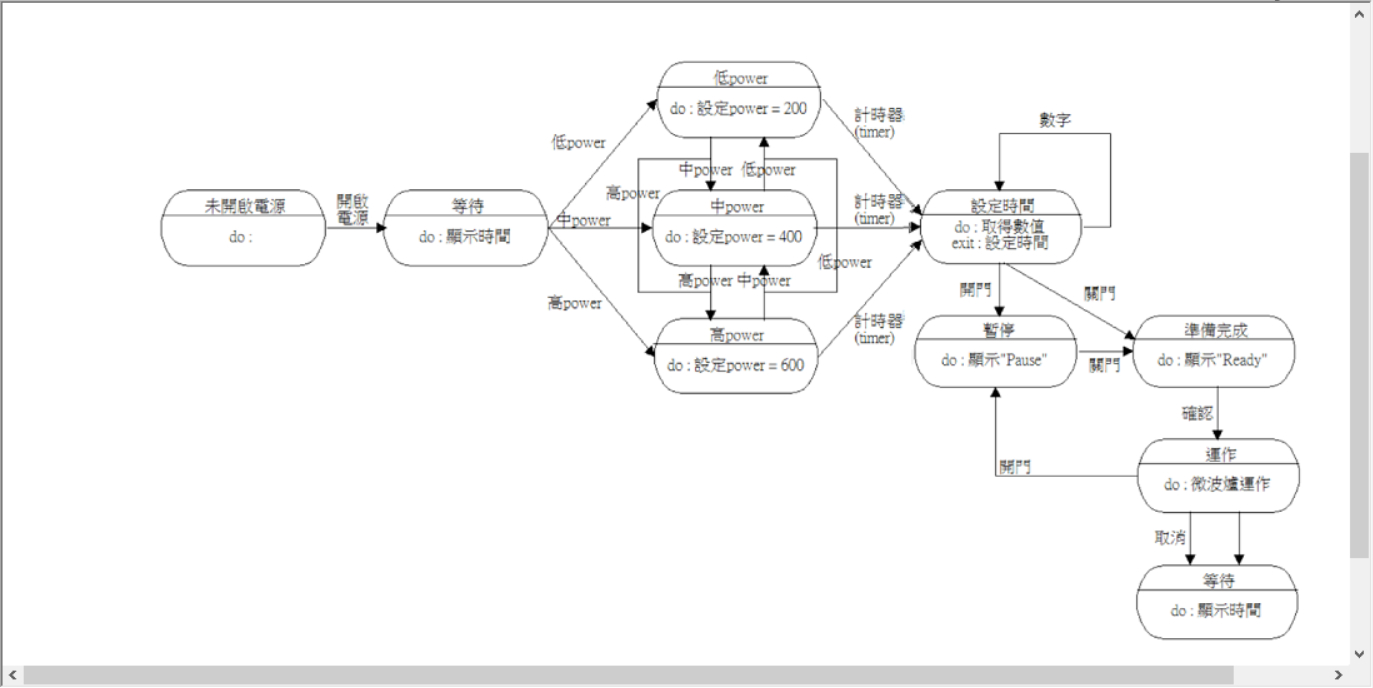 低power
do : 設定power = 200
計時器
(timer)
數字
低power
中power 低power
高power
未開啟電源
do :
開啟
電源
等待
do : 顯示時間
中power
中power
do : 設定power = 400
計時器
(timer)
設定時間
do : 取得數值
exit : 設定時間
低power
高power 中power
高power
開門
關門
計時器
(timer)
高power
do : 設定power = 600
暫停
do : 顯示"Pause"
關門
準備完成
do : 顯示"Ready"
確認
開門
運作
do : 微波爐運作
取消
等待
do : 顯示時間